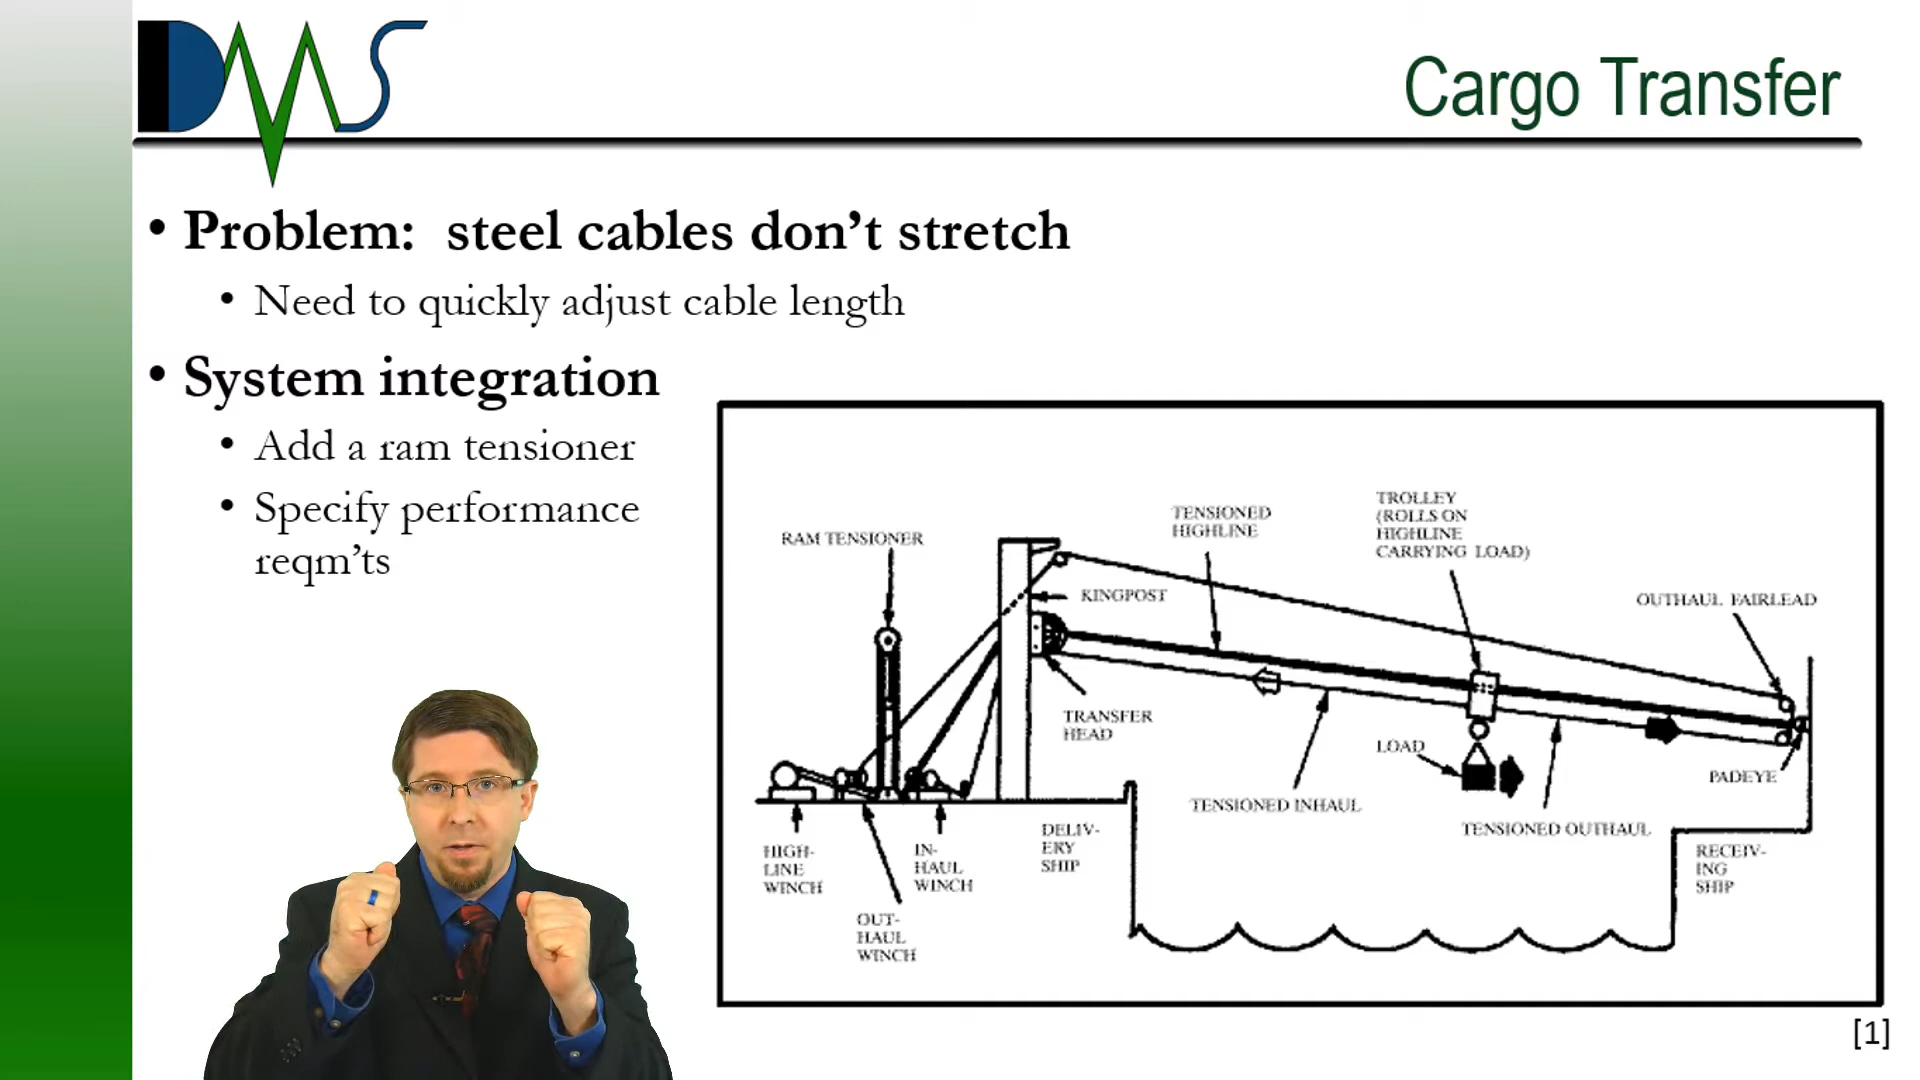 DMS
Cargo Transfer
• Problem: steel cables don’t stretch
• Need to quickly adjust cable length
• System integration
• Add a ram tensioner
• Specify performance
reqm’ts
RAM TENSIONER
TENSIONED
HIGHLINE
TROLLEY
(ROLLS ON
HIGHLINE
CARRYING LOAD)
KINGPOST
OUTHAUL FAIRLEAD
TRANSFER
HEAD
LOAD
PADEYE
TENSIONED INHAUL
TENSIONED OUTHAUL
HIGH-
LINE
WINCH
OUT-
HAUL
WINCH
IN-
HAUL
WINCH
DELIV-
ERY
SHIP
RECEIV-
ING
SHIP
[1]